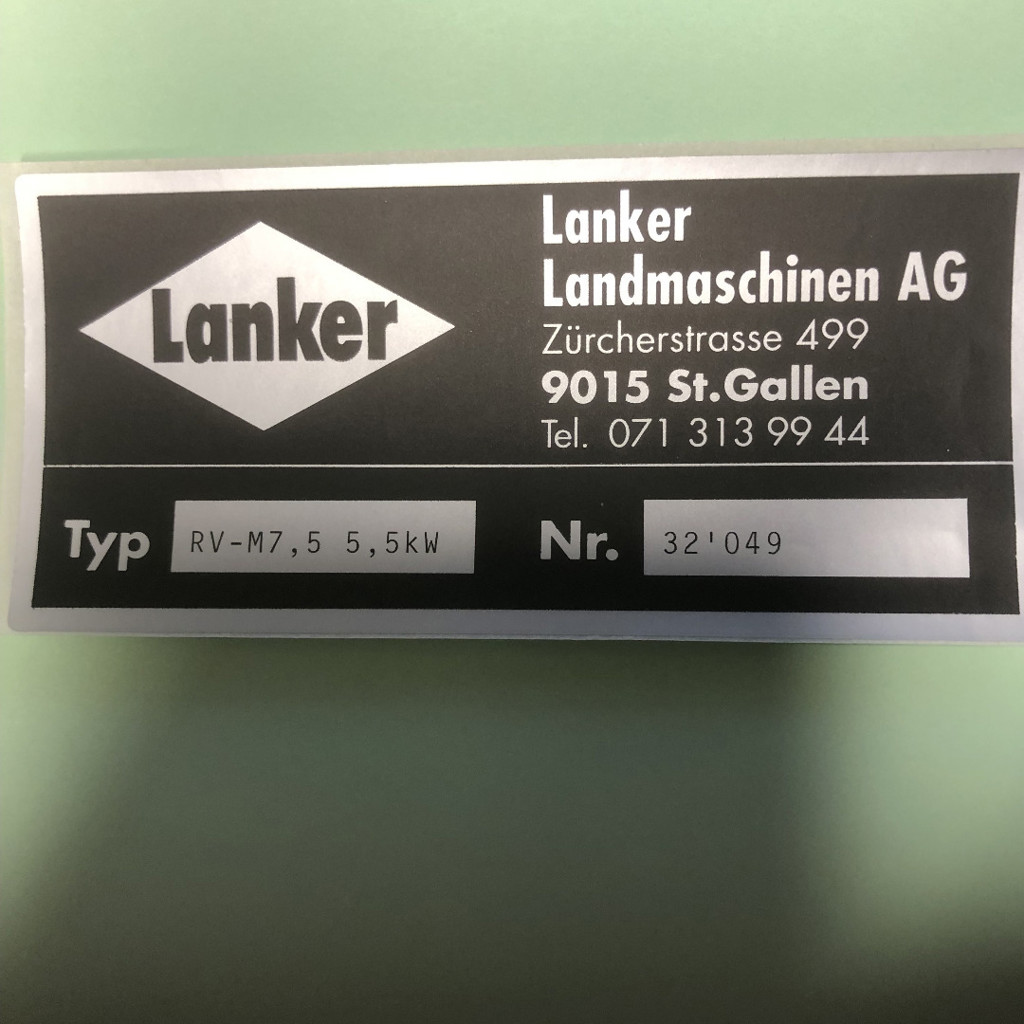 Lanker
Lanker
Landmaschinen AG
Zürcherstrasse 499
9015 St.Gallen
Tel. 071 313 99 44
Typ RV-M7,5 5,5kW Nr. 32'049